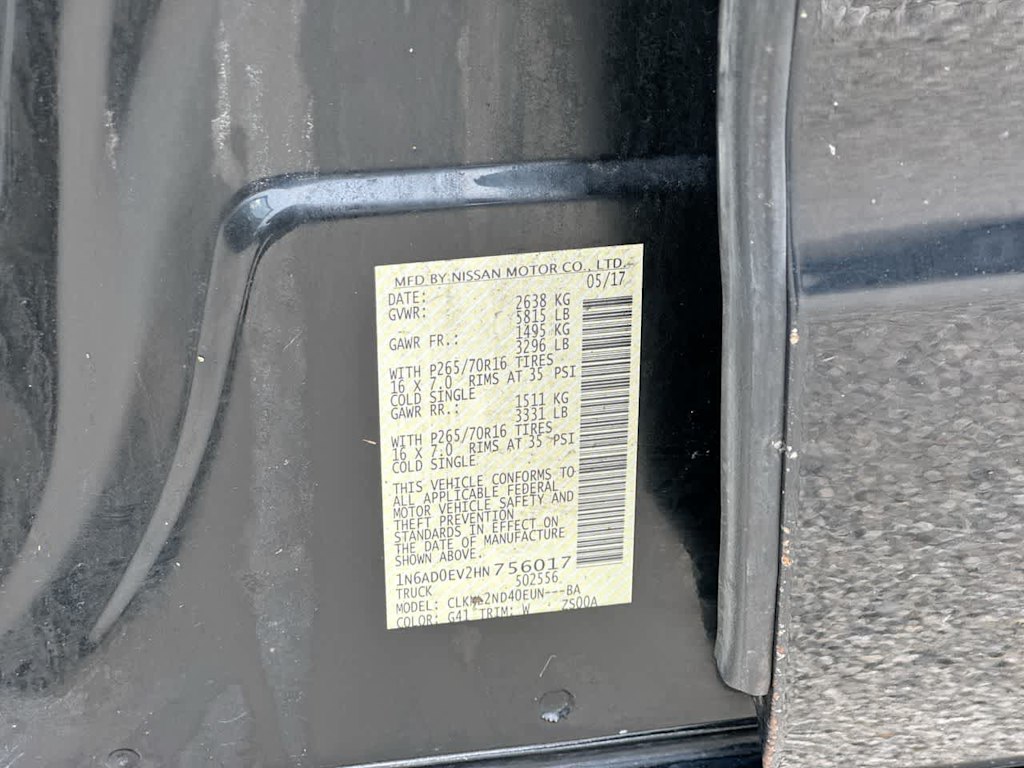 MFD BY NISSAN MOTOR CO., LTD.
DATE: 05/17
GVWR: 2638 KG
5815 LB
GAWR FR.: 1495 KG
3296 LB
WITH P265/70R16 TIRES
16 X 7.0 RIMS AT 35 PSI
COLD SINGLE
GAWR RR.: 1511 KG
3331 LB
WITH P265/70R16 TIRES
16 X 7.0 RIMS AT 35 PSI
COLD SINGLE
THIS VEHICLE CONFORMS TO
ALL APPLICABLE FEDERAL
MOTOR VEHICLE SAFETY AND
THEFT PREVENTION
STANDARDS IN EFFECT ON
THE DATE OF MANUFACTURE
SHOWN ABOVE.
1N6AD0EV2HN756017
TRUCK 502556
MODEL:
COLOR: G41 TRIM: W ZS00A